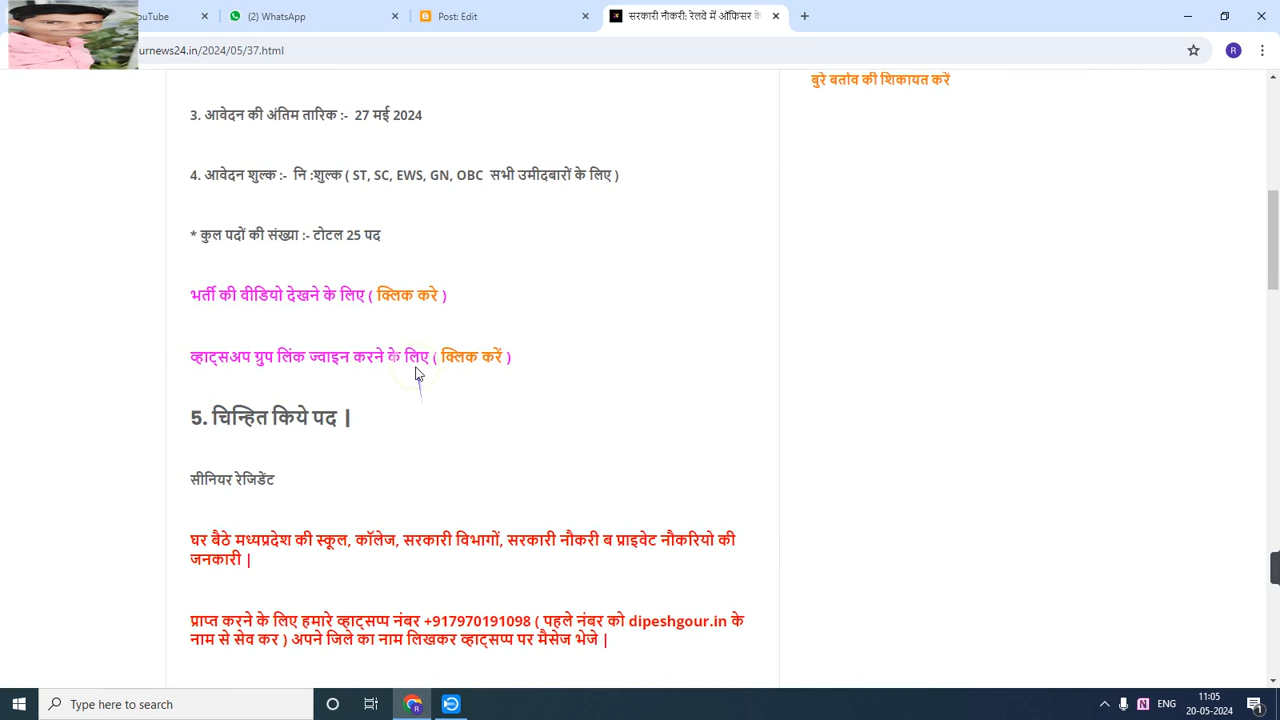 uTube
(2) WhatsApp
Post: Edit
सरकारी नौकरी: रेलवे में ऑफिसर के
urnews24.in/2024/05/37.html
R
बुरे बर्ताव की शिकायत करें
3. आवेदन की अंतिम तारिक :- 27 मई 2024
4. आवेदन शुल्क :- नि :शुल्क ( ST, SC, EWS, GN, OBC सभी उमीदबारों के लिए )
* कुल पदों की संख्या :- टोटल 25 पद
भर्ती की वीडियो देखने के लिए ( क्लिक करे )
व्हाट्सअप ग्रुप लिंक ज्वाइन करने के लिए ( क्लिक करें )
5. चिन्हित किये पद |
सीनियर रेजिडेंट
घर बैठे मध्यप्रदेश की स्कूल, कॉलेज, सरकारी विभागों, सरकारी नौकरी व प्राइवेट नौकरियो की
जनकारी |
प्राप्त करने के लिए हमारे व्हाट्सप्प नंबर +917970191098 ( पहले नंबर को dipeshgour.in के
नाम से सेव कर ) अपने जिले का नाम लिखकर व्हाट्सप्प पर मैसेज भेजे |
Type here to search
ENG
11:05
20-05-2024